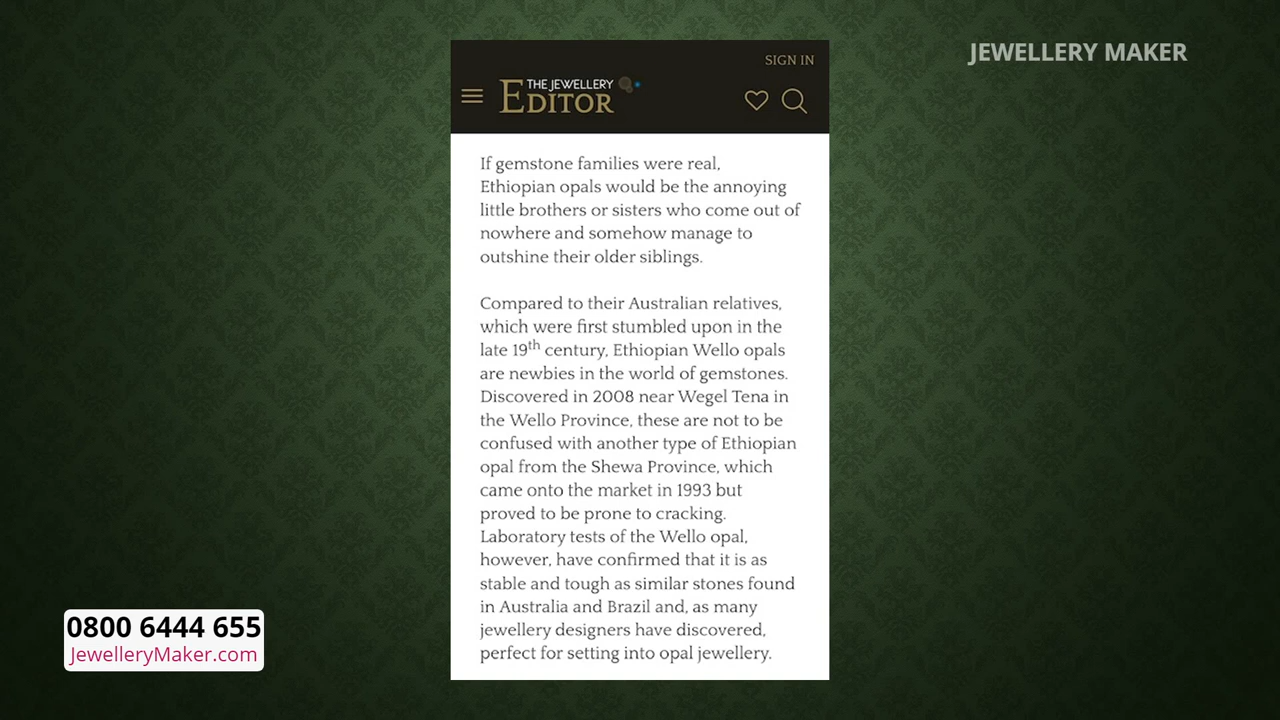 JEWELLERY MAKER
SIGN IN
THE JEWELLERY
EDITOR
If gemstone families were real,
Ethiopian opals would be the annoying
little brothers or sisters who come out of
nowhere and somehow manage to
outshine their older siblings.
Compared to their Australian relatives,
which were first stumbled upon in the
late 19th century, Ethiopian Wello opals
are newbies in the world of gemstones.
Discovered in 2008 near Wegel Tena in
the Wello Province, these are not to be
confused with another type of Ethiopian
opal from the Shewa Province, which
came onto the market in 1993 but
proved to be prone to cracking.
Laboratory tests of the Wello opal,
however, have confirmed that it is as
stable and tough as similar stones found
in Australia and Brazil and, as many
jewellery designers have discovered,
perfect for setting into opal jewellery.
0800 6444 655
JewelleryMaker.com